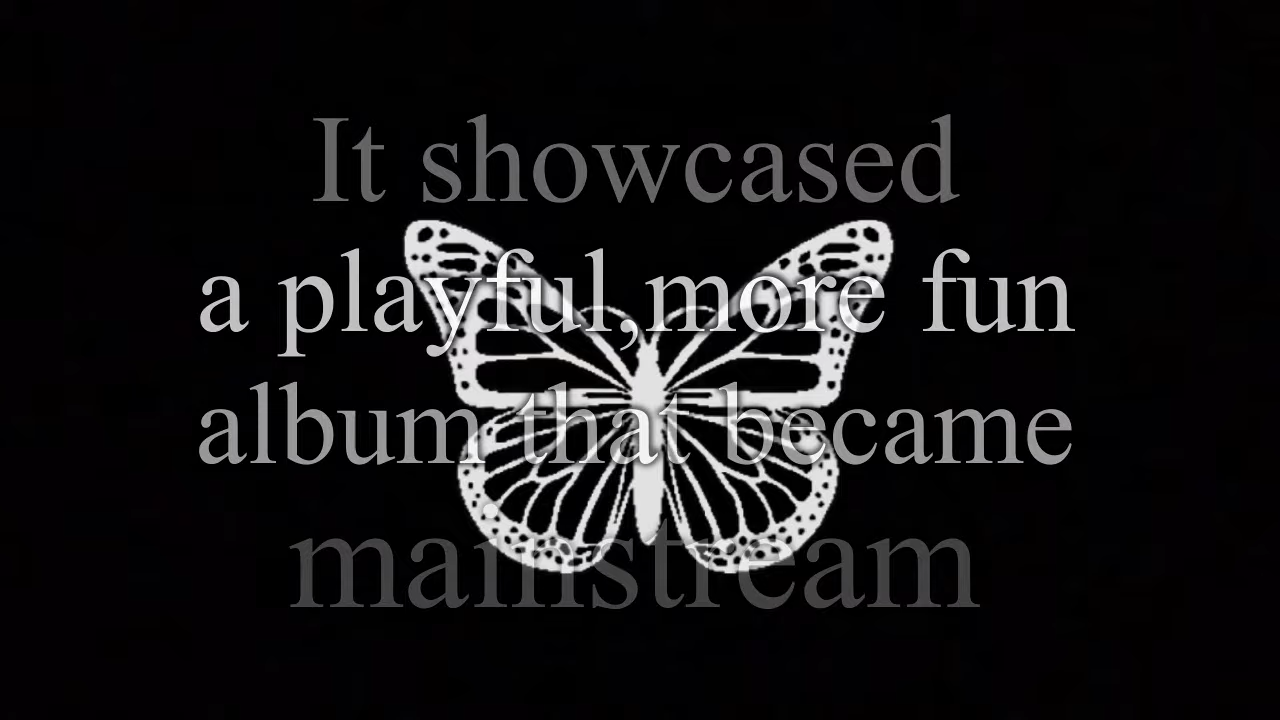 It showcased
a playful,more fun
album that became
mainstream